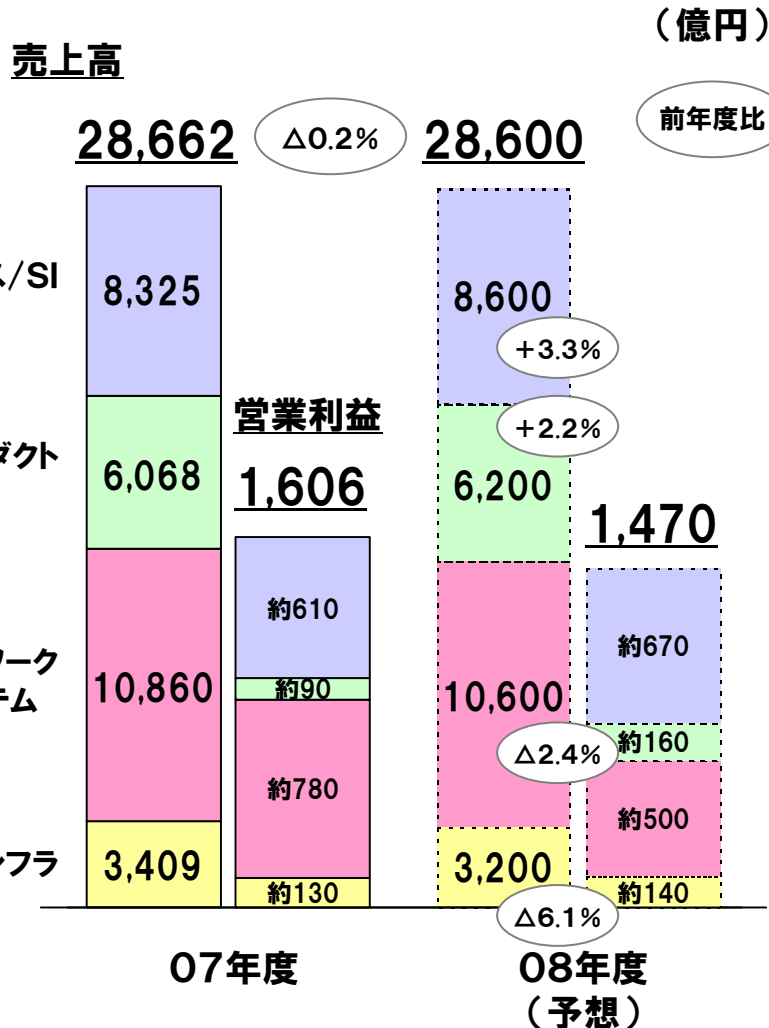 (億円)
売上高
28,662
△0.2%
28,600
前年度比
ス/SI
8,325
8,600
+3.3%
営業利益
+2.2%
ダクト
6,068
1,606
6,200
1,470
約610
約670
ワーク
テム
10,860
約90
10,600
約160
△2.4%
約780
約500
ンフラ
3,409
約130
3,200
約140
△6.1%
07年度
08年度
(予想)